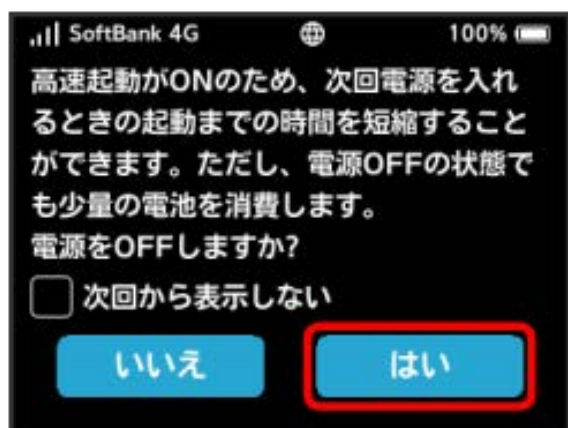 SoftBank 4G 100%
高速起動がONのため、次回電源を入れ
るときの起動までの時間を短縮すること
ができます。ただし、電源OFFの状態で
も少量の電池を消費します。
電源をOFFしますか?
次回から表示しない
いいえ はい